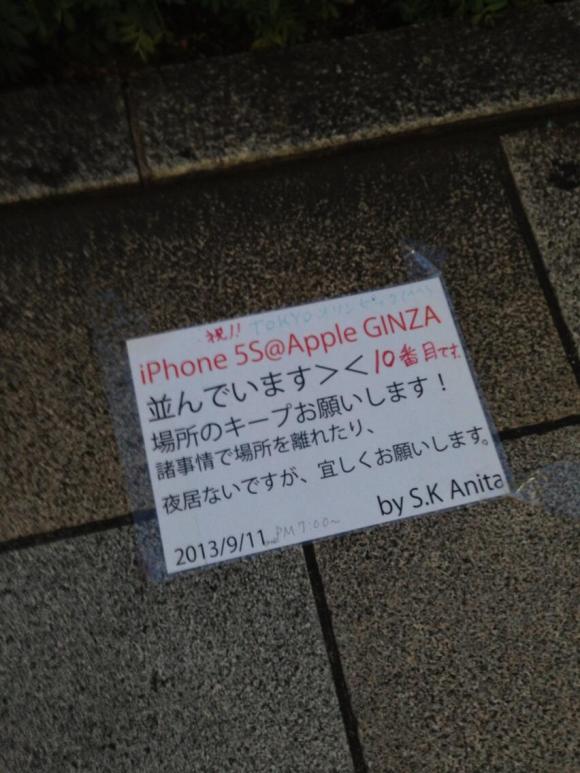 祝!! TOKYOオリンピック
iPhone 5S@Apple GINZA
並んでいます＞＜ 10番目です。
場所のキープお願いします！
諸事情で場所を離れたり、
夜居ないですが、宜しくお願いします。
by S.K Anita
2013/9/11 PM7:00~